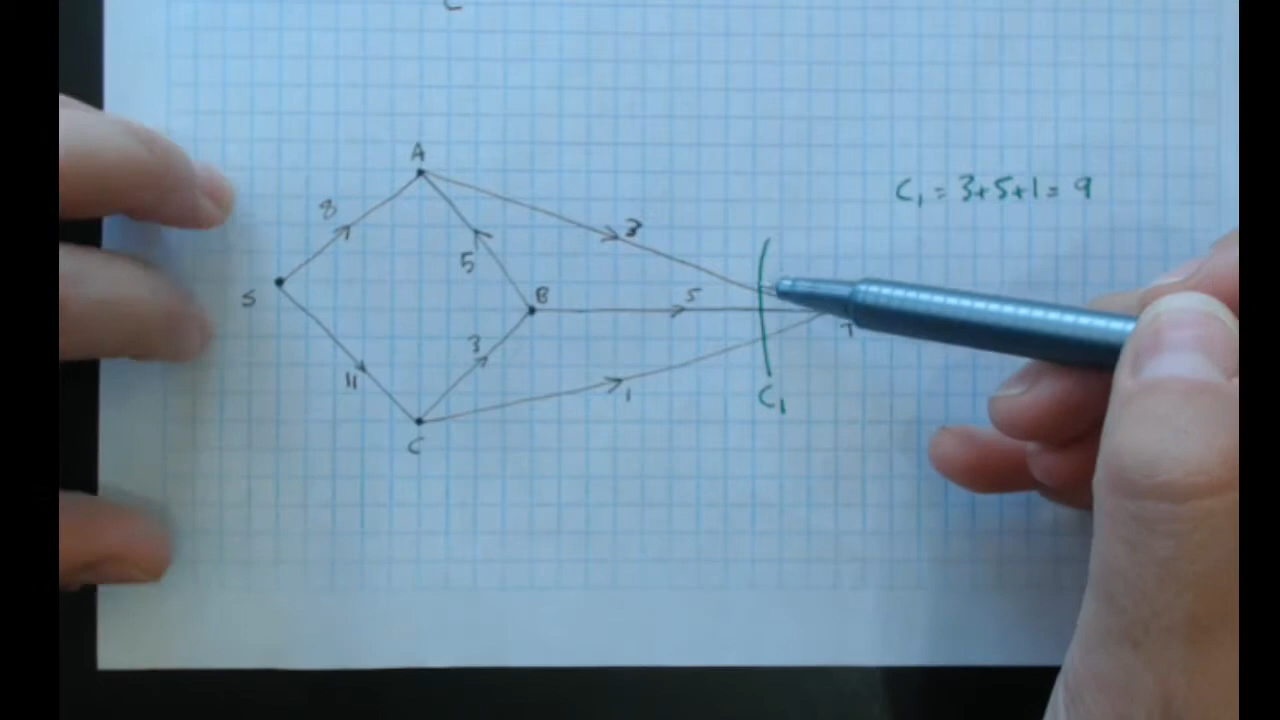 A
8
3
C₁ = 3+5+1 = 9
5
S
B
5
T
3
11
1
C₁
C